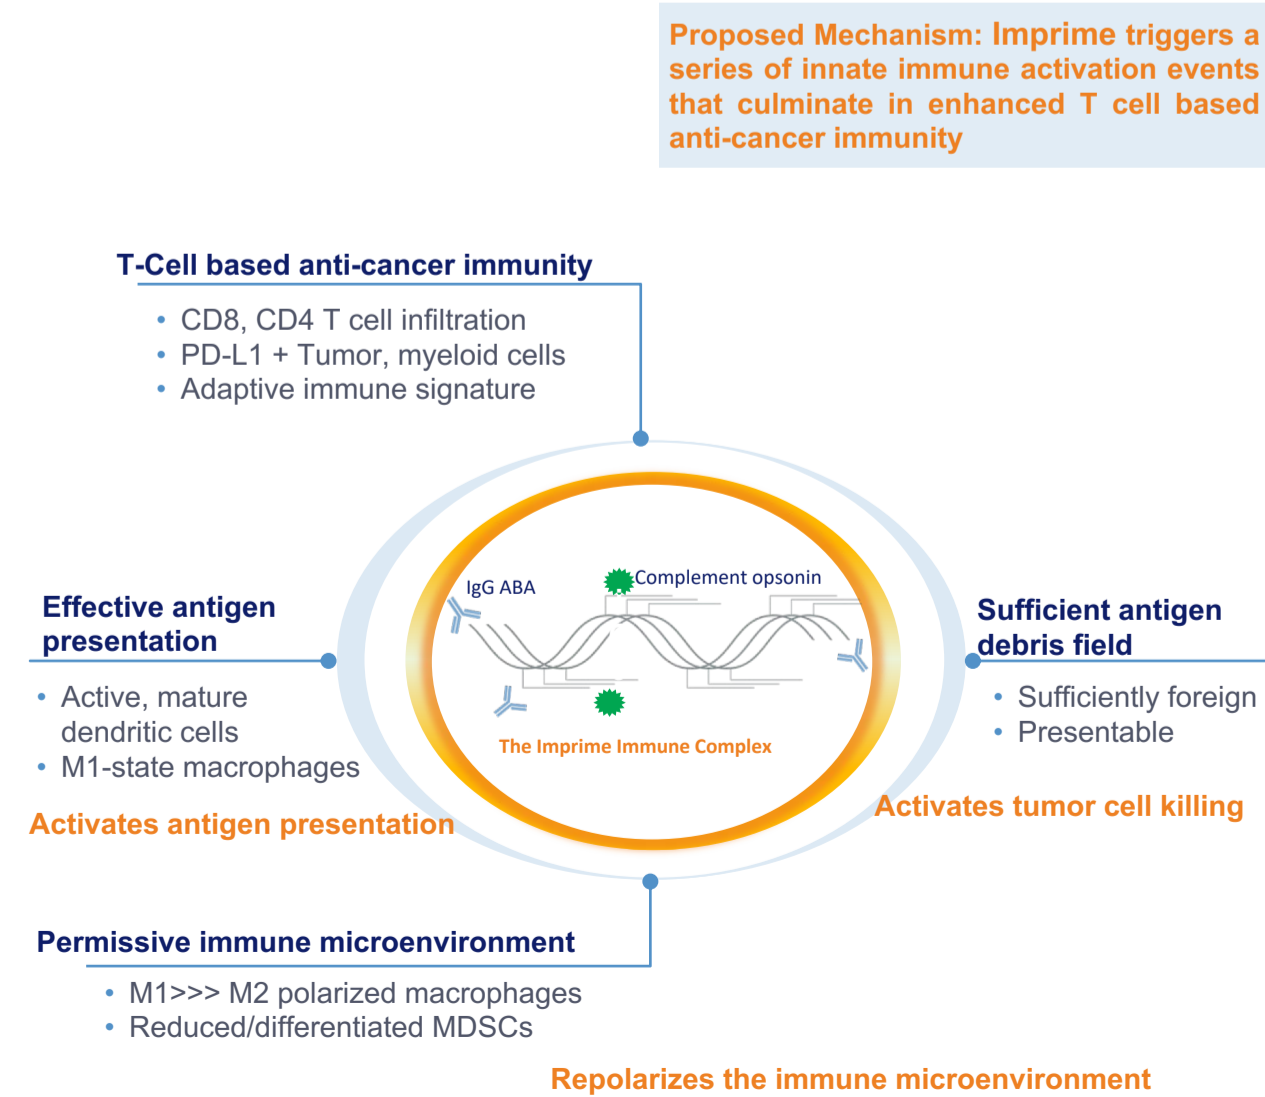 Proposed Mechanism: Imprime triggers a
series of innate immune activation events
that culminate in enhanced T cell based
anti-cancer immunity
T-Cell based anti-cancer immunity
• CD8, CD4 T cell infiltration
• PD-L1 + Tumor, myeloid cells
• Adaptive immune signature
IgG ABA
Complement opsonin
The Imprime Immune Complex
Effective antigen
presentation
• Active, mature
dendritic cells
• M1-state macrophages
Activates antigen presentation
Sufficient antigen
debris field
• Sufficiently foreign
• Presentable
Activates tumor cell killing
Permissive immune microenvironment
• M1>>> M2 polarized macrophages
• Reduced/differentiated MDSCs
Repolarizes the immune microenvironment